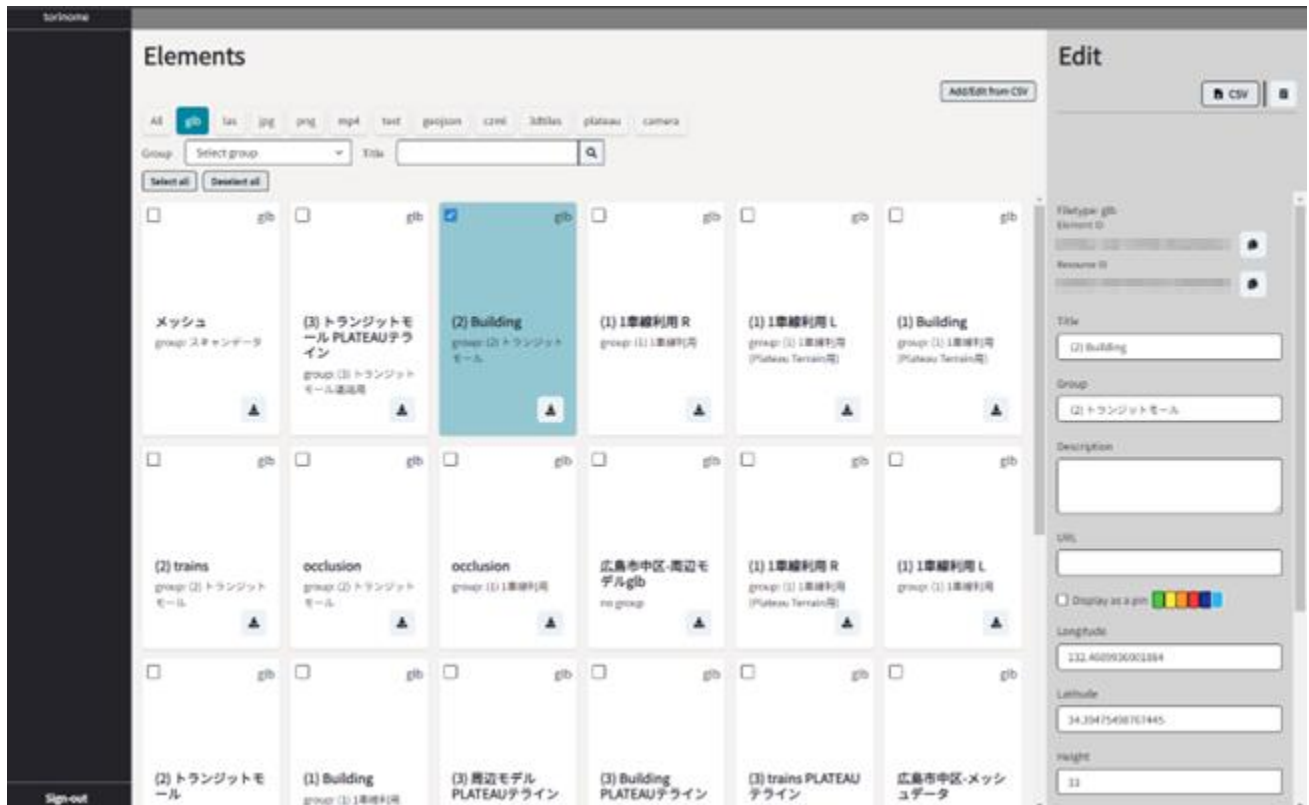 torinome
Elements
Edit
Add/Edit from CSV
CSV
All glb las jpg png mp4 text geojson czml 3dtiles plateau camera
Group Select group Title
Select all Deselect all
glb glb glb glb glb glb
メッシュ
group: スキャンデータ
(3) トランジットモ
ール PLATEAUテラ
イン
group: (3) トランジット
モール道路用
(2) Building
group: (2) トランジット
モール
(1) 1車線利用 R
group: (1) 1車線利用
(1) 1車線利用 L
group: (1) 1車線利用
(Plateau Terrain用)
(1) Building
group: (1) 1車線利用
(Plateau Terrain用)
glb glb glb glb glb glb
(2) trains
group: (2) トランジット
モール
occlusion
group: (2) トランジット
モール
occlusion
group: (1) 1車線利用
広島市中区-周辺モ
デルglb
no group
(1) 1車線利用 R
group: (1) 1車線利用
(Plateau Terrain用)
(1) 1車線利用 L
group: (1) 1車線利用
glb glb glb glb glb glb
(2) トランジットモ
ール
(1) Building
group: (1) 1車線利用
(3) 周辺モデル
PLATEAUテライン
(3) Building
PLATEAUテライン
(3) trains PLATEAU
テライン
広島市中区-メッシ
ュデータ
Filetype: glb
Element ID
Resource ID
Title
(2) Building
Group
(2) トランジットモール
Description
URL
Display as a pin
Longitude
Latitude
34.39475498767445
Height
33
Sign-out